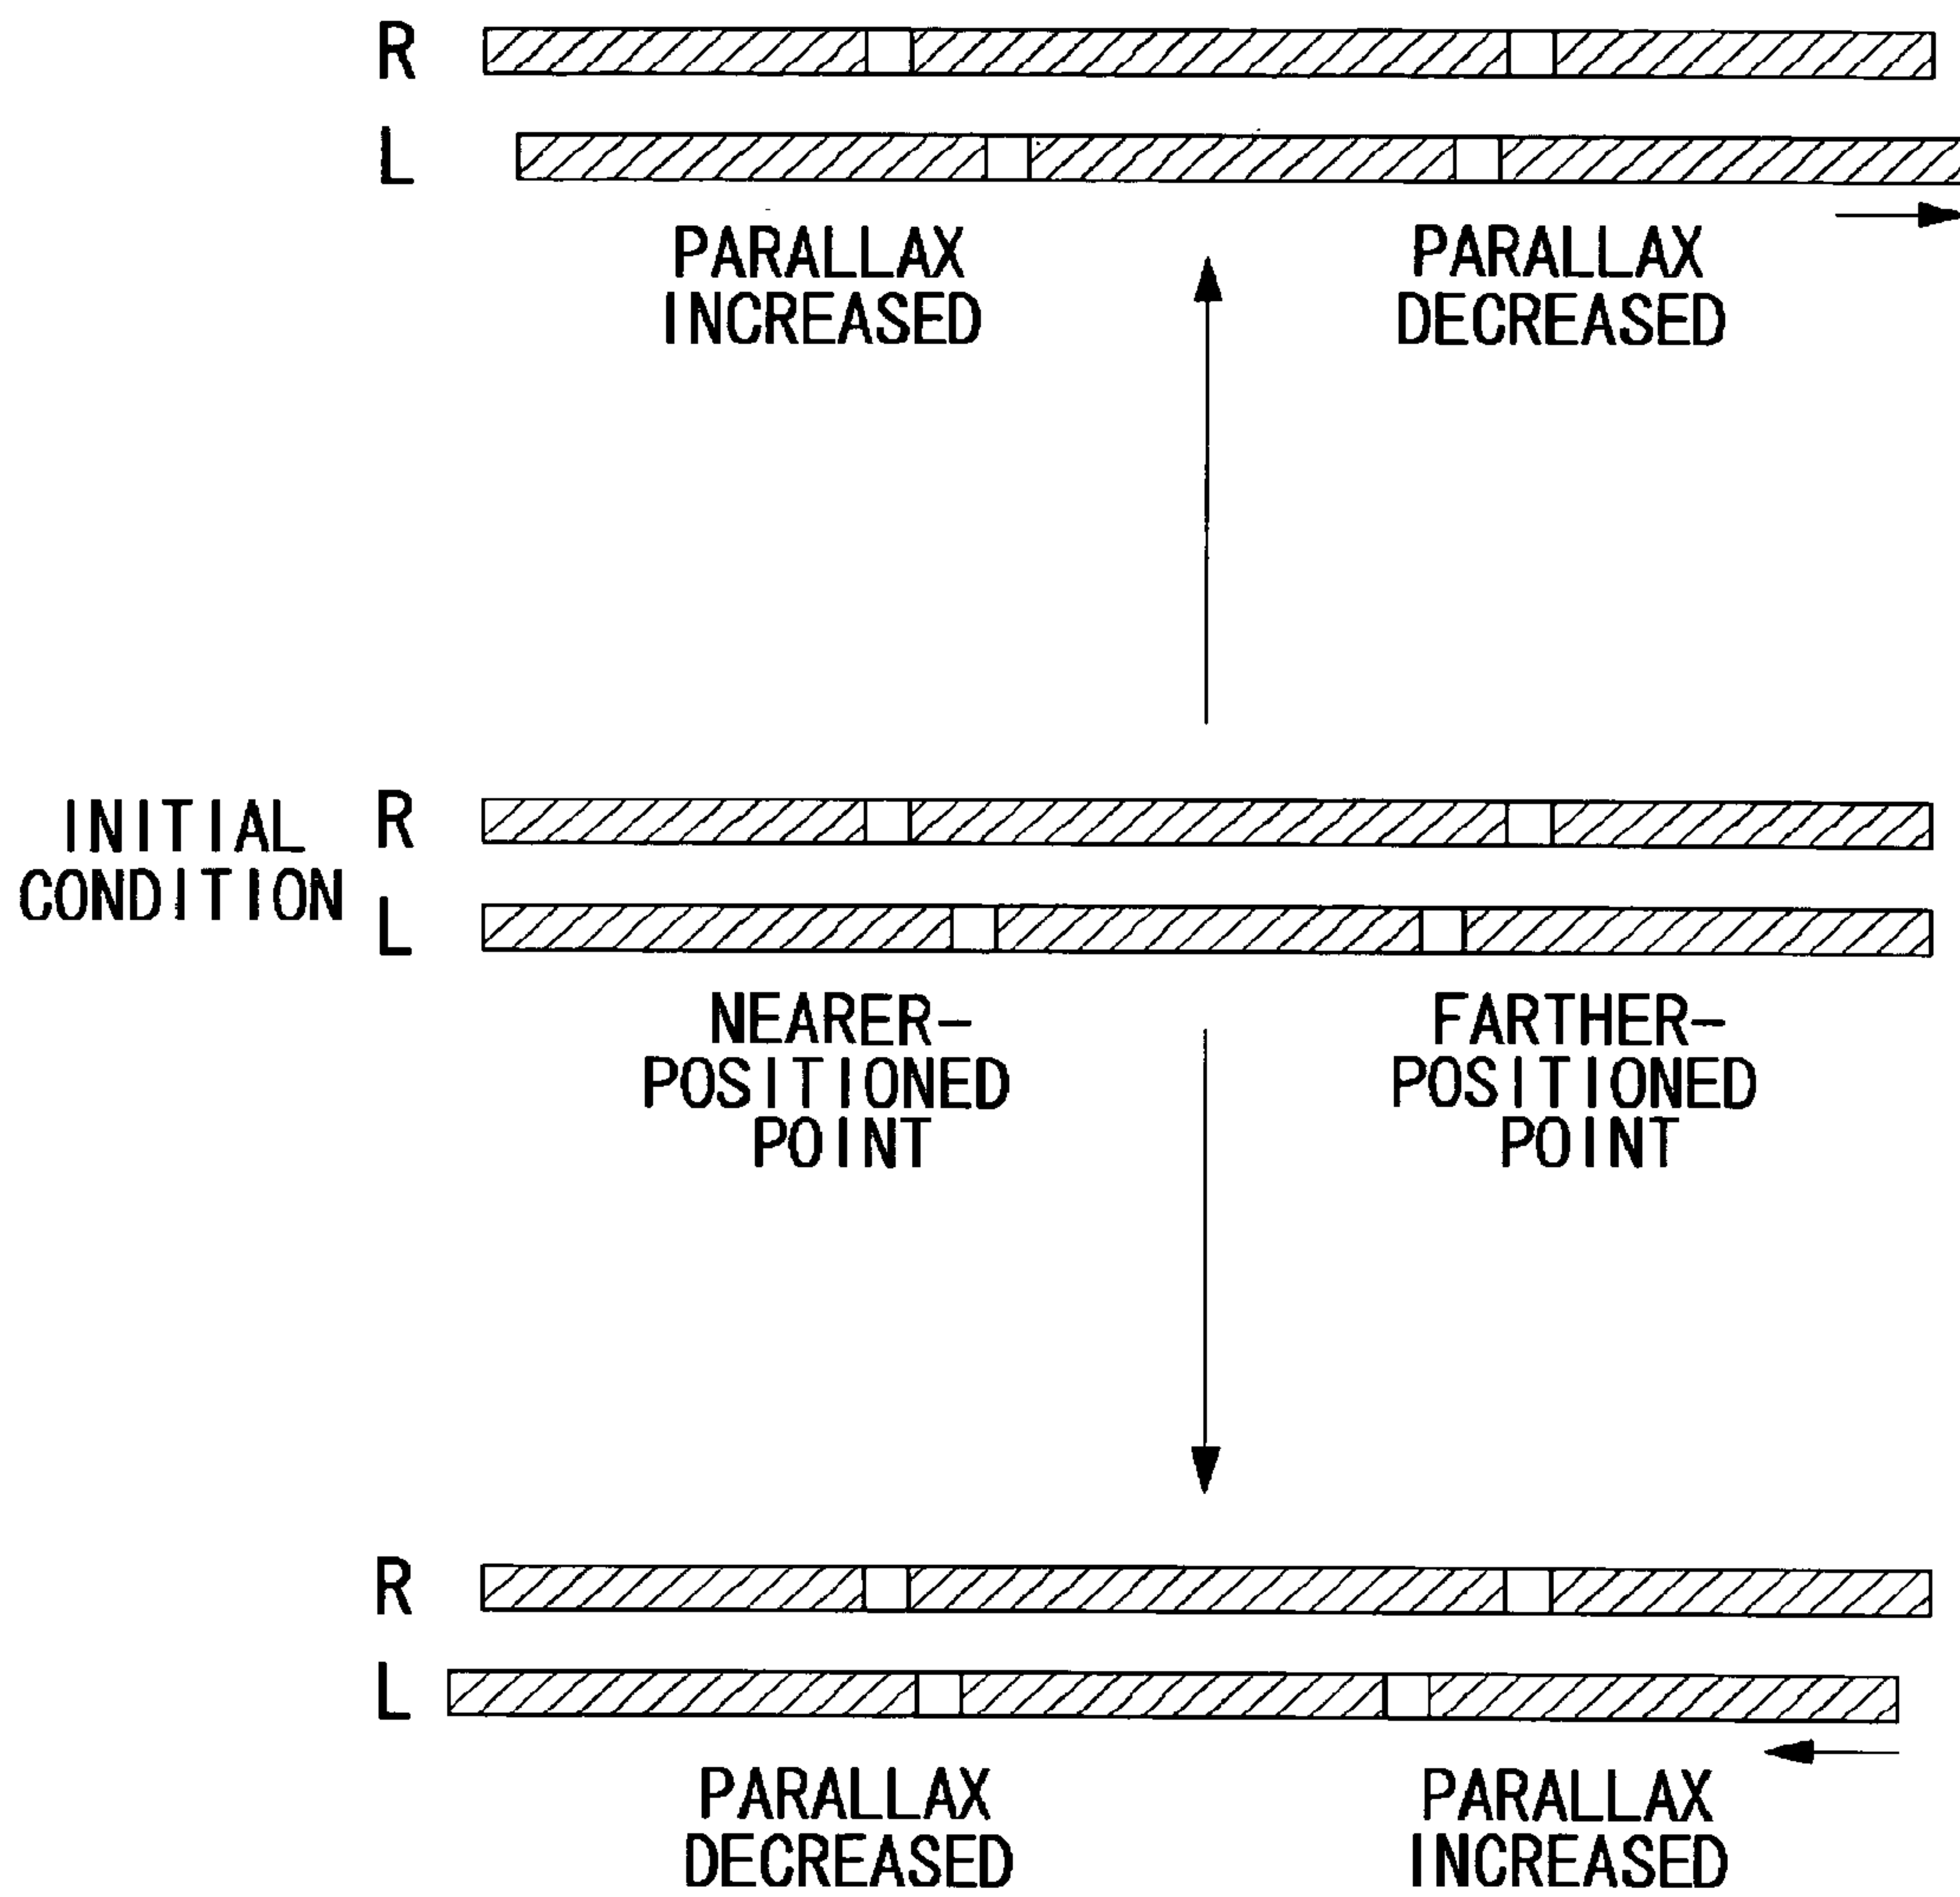 R
L
PARALLAX
INCREASED
PARALLAX
DECREASED
INITIAL
CONDITION
R
L
NEARER-
POSITIONED
POINT
FARTHER-
POSITIONED
POINT
R
L
PARALLAX
DECREASED
PARALLAX
INCREASED